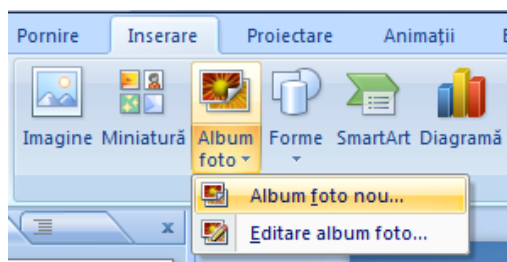 Pornire Inserare Proiectare Animații
Imagine Miniatură Album foto Forme SmartArt Diagramă
Album foto nou...
Editare album foto...
x